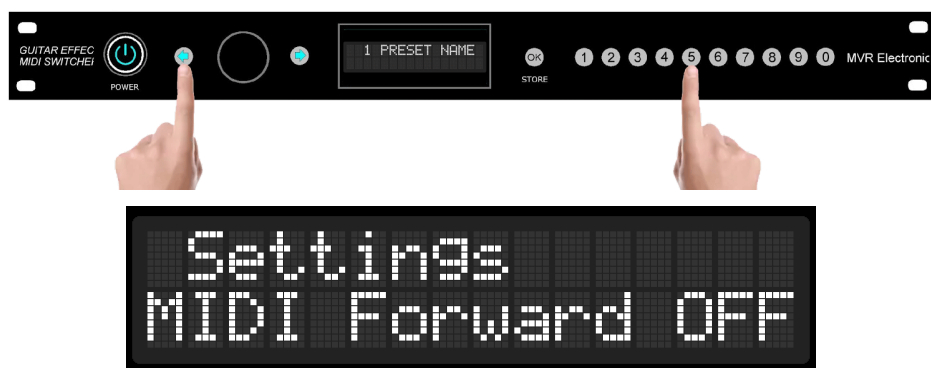 GUITAR EFFEC
MIDI SWITCHE
POWER
1 PRESET NAME
OK
STORE
1 2 3 4 5 6 7 8 9 0
MVR Electronic
Settings
MIDI Forward OFF